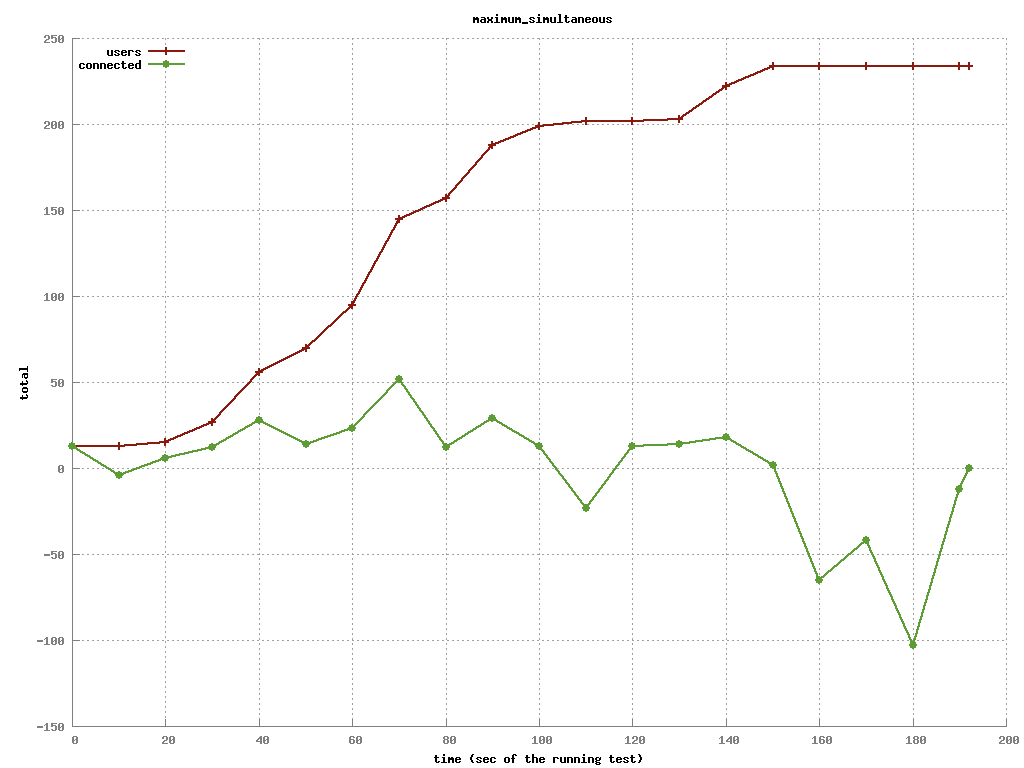 maximum_simultaneous
250
users
connected
200
150
100
50
total
0
-50
-100
-150
0 20 40 60 80 100 120 140 160 180 200
time (sec of the running test)